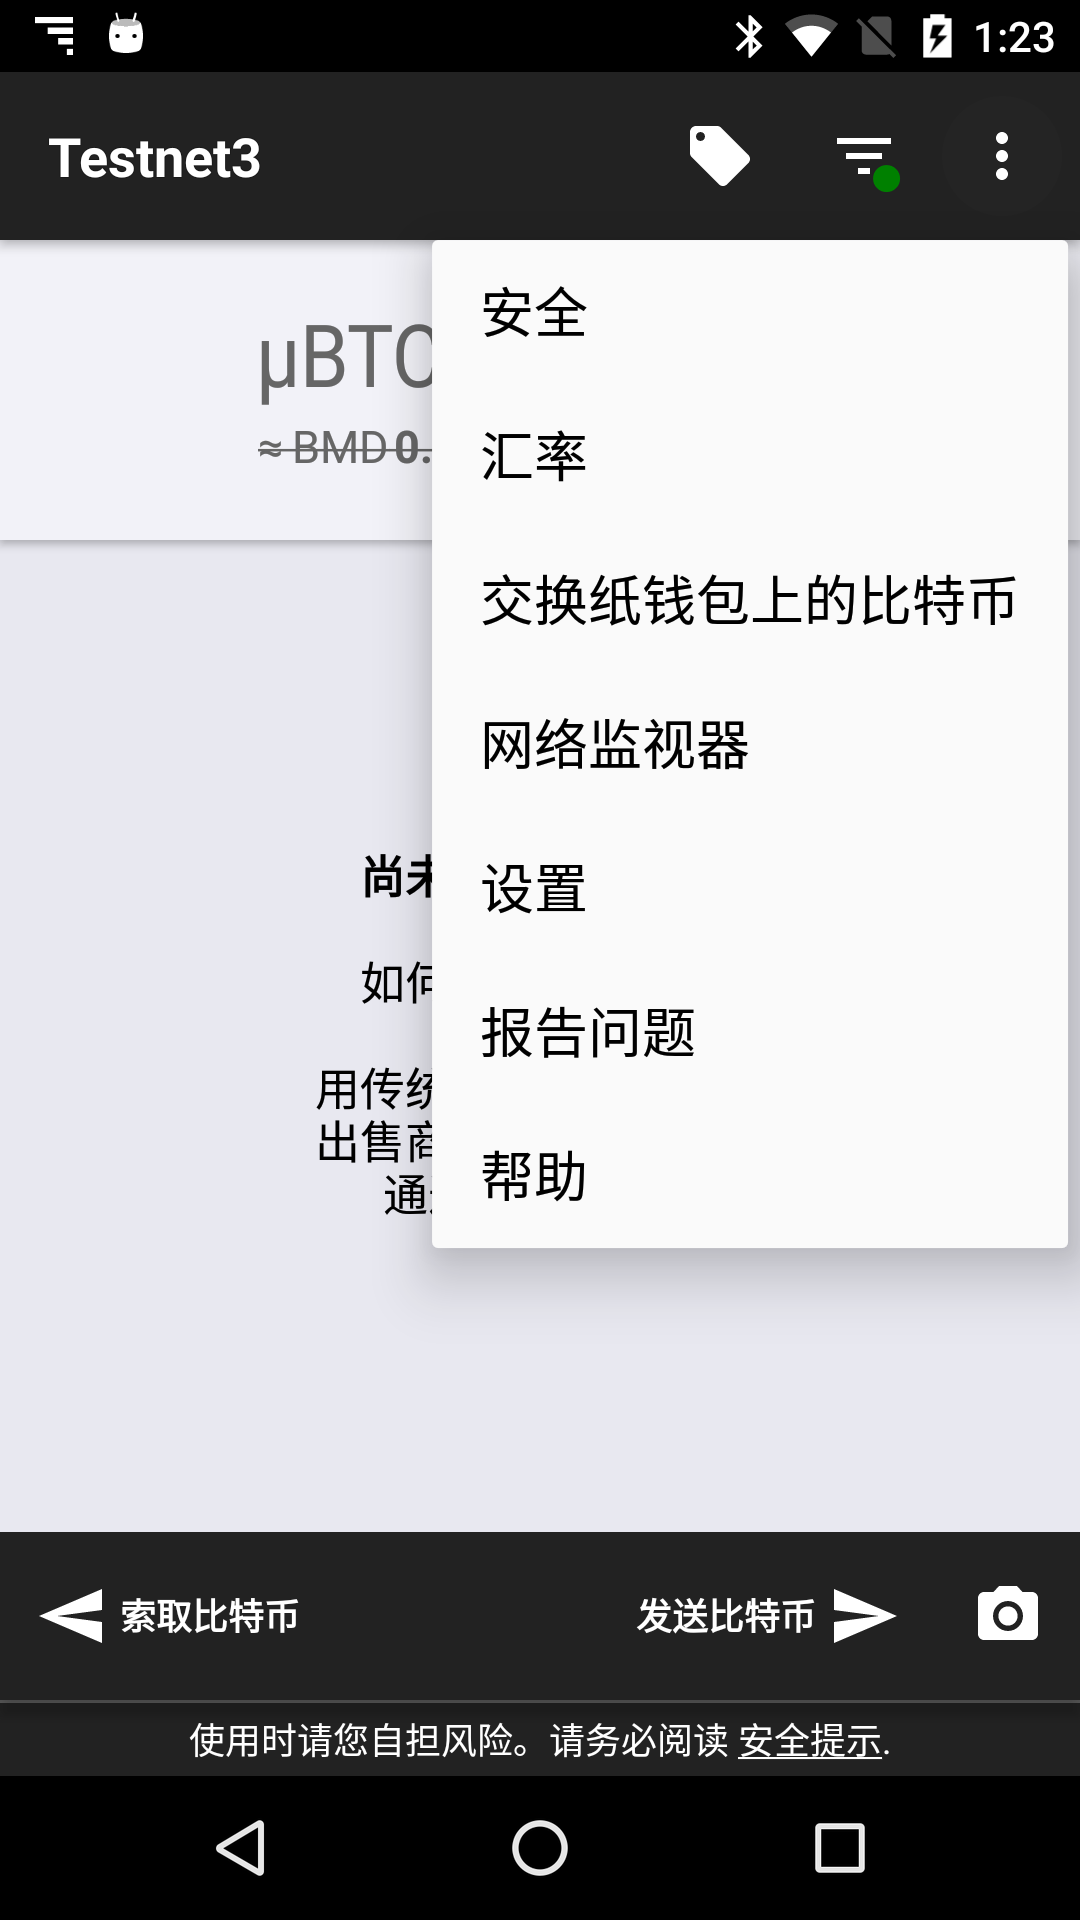 1:23
Testnet3
µBTC
≈ BMD 0.
安全
汇率
交换纸钱包上的比特币
网络监视器
设置
报告问题
帮助
尚未
如何
用传统
出售商
通
索取比特币
发送比特币
使用时请您自担风险。请务必阅读 安全提示.